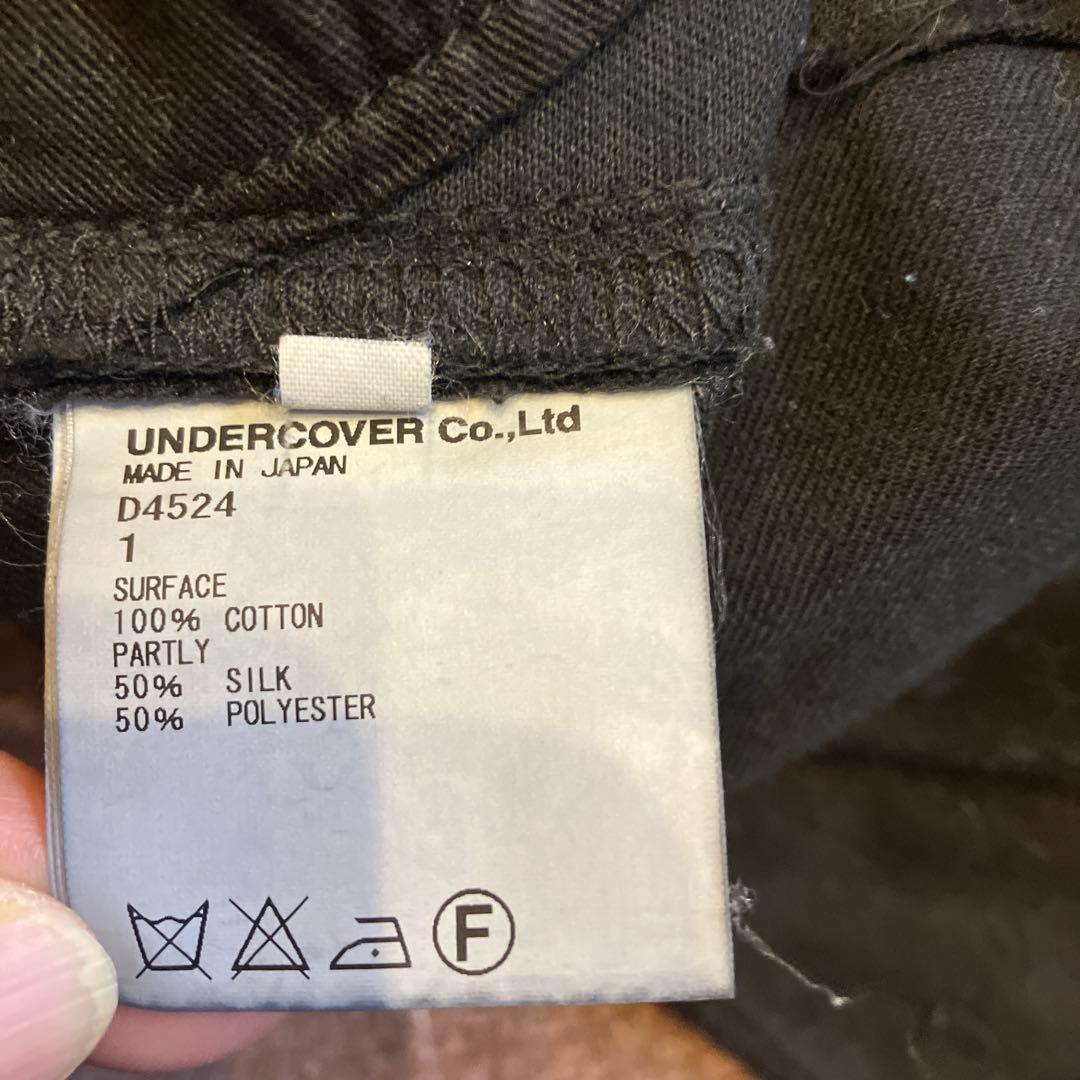 UNDERCOVER Co.,Ltd
MADE IN JAPAN
D4524
1
SURFACE
100% COTTON
PARTLY
50% SILK
50% POLYESTER
F